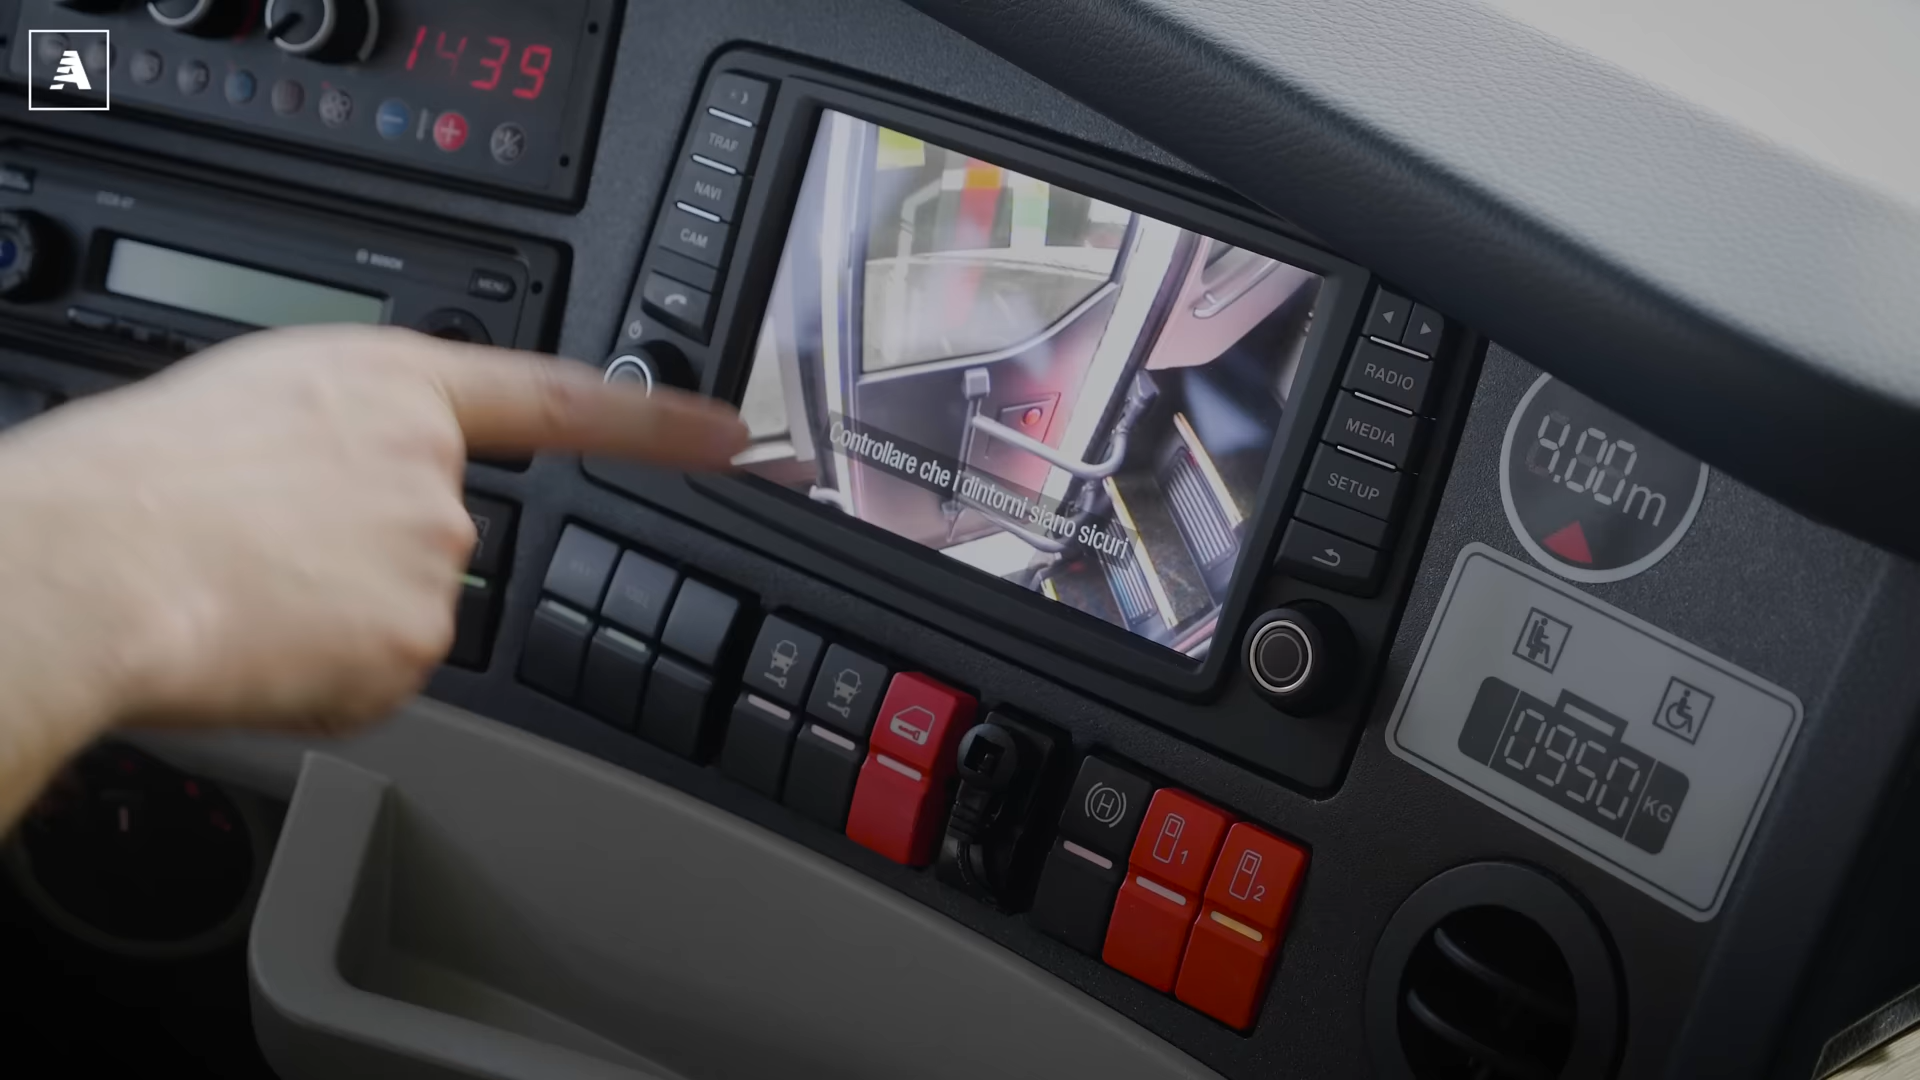 A
1439
TRAF
NAVI
CAM
BOSCH
MENU
RADIO
MEDIA
SETUP
4.00m
Controllare che i dintorni siano sicuri
H
1
2
0950 KG